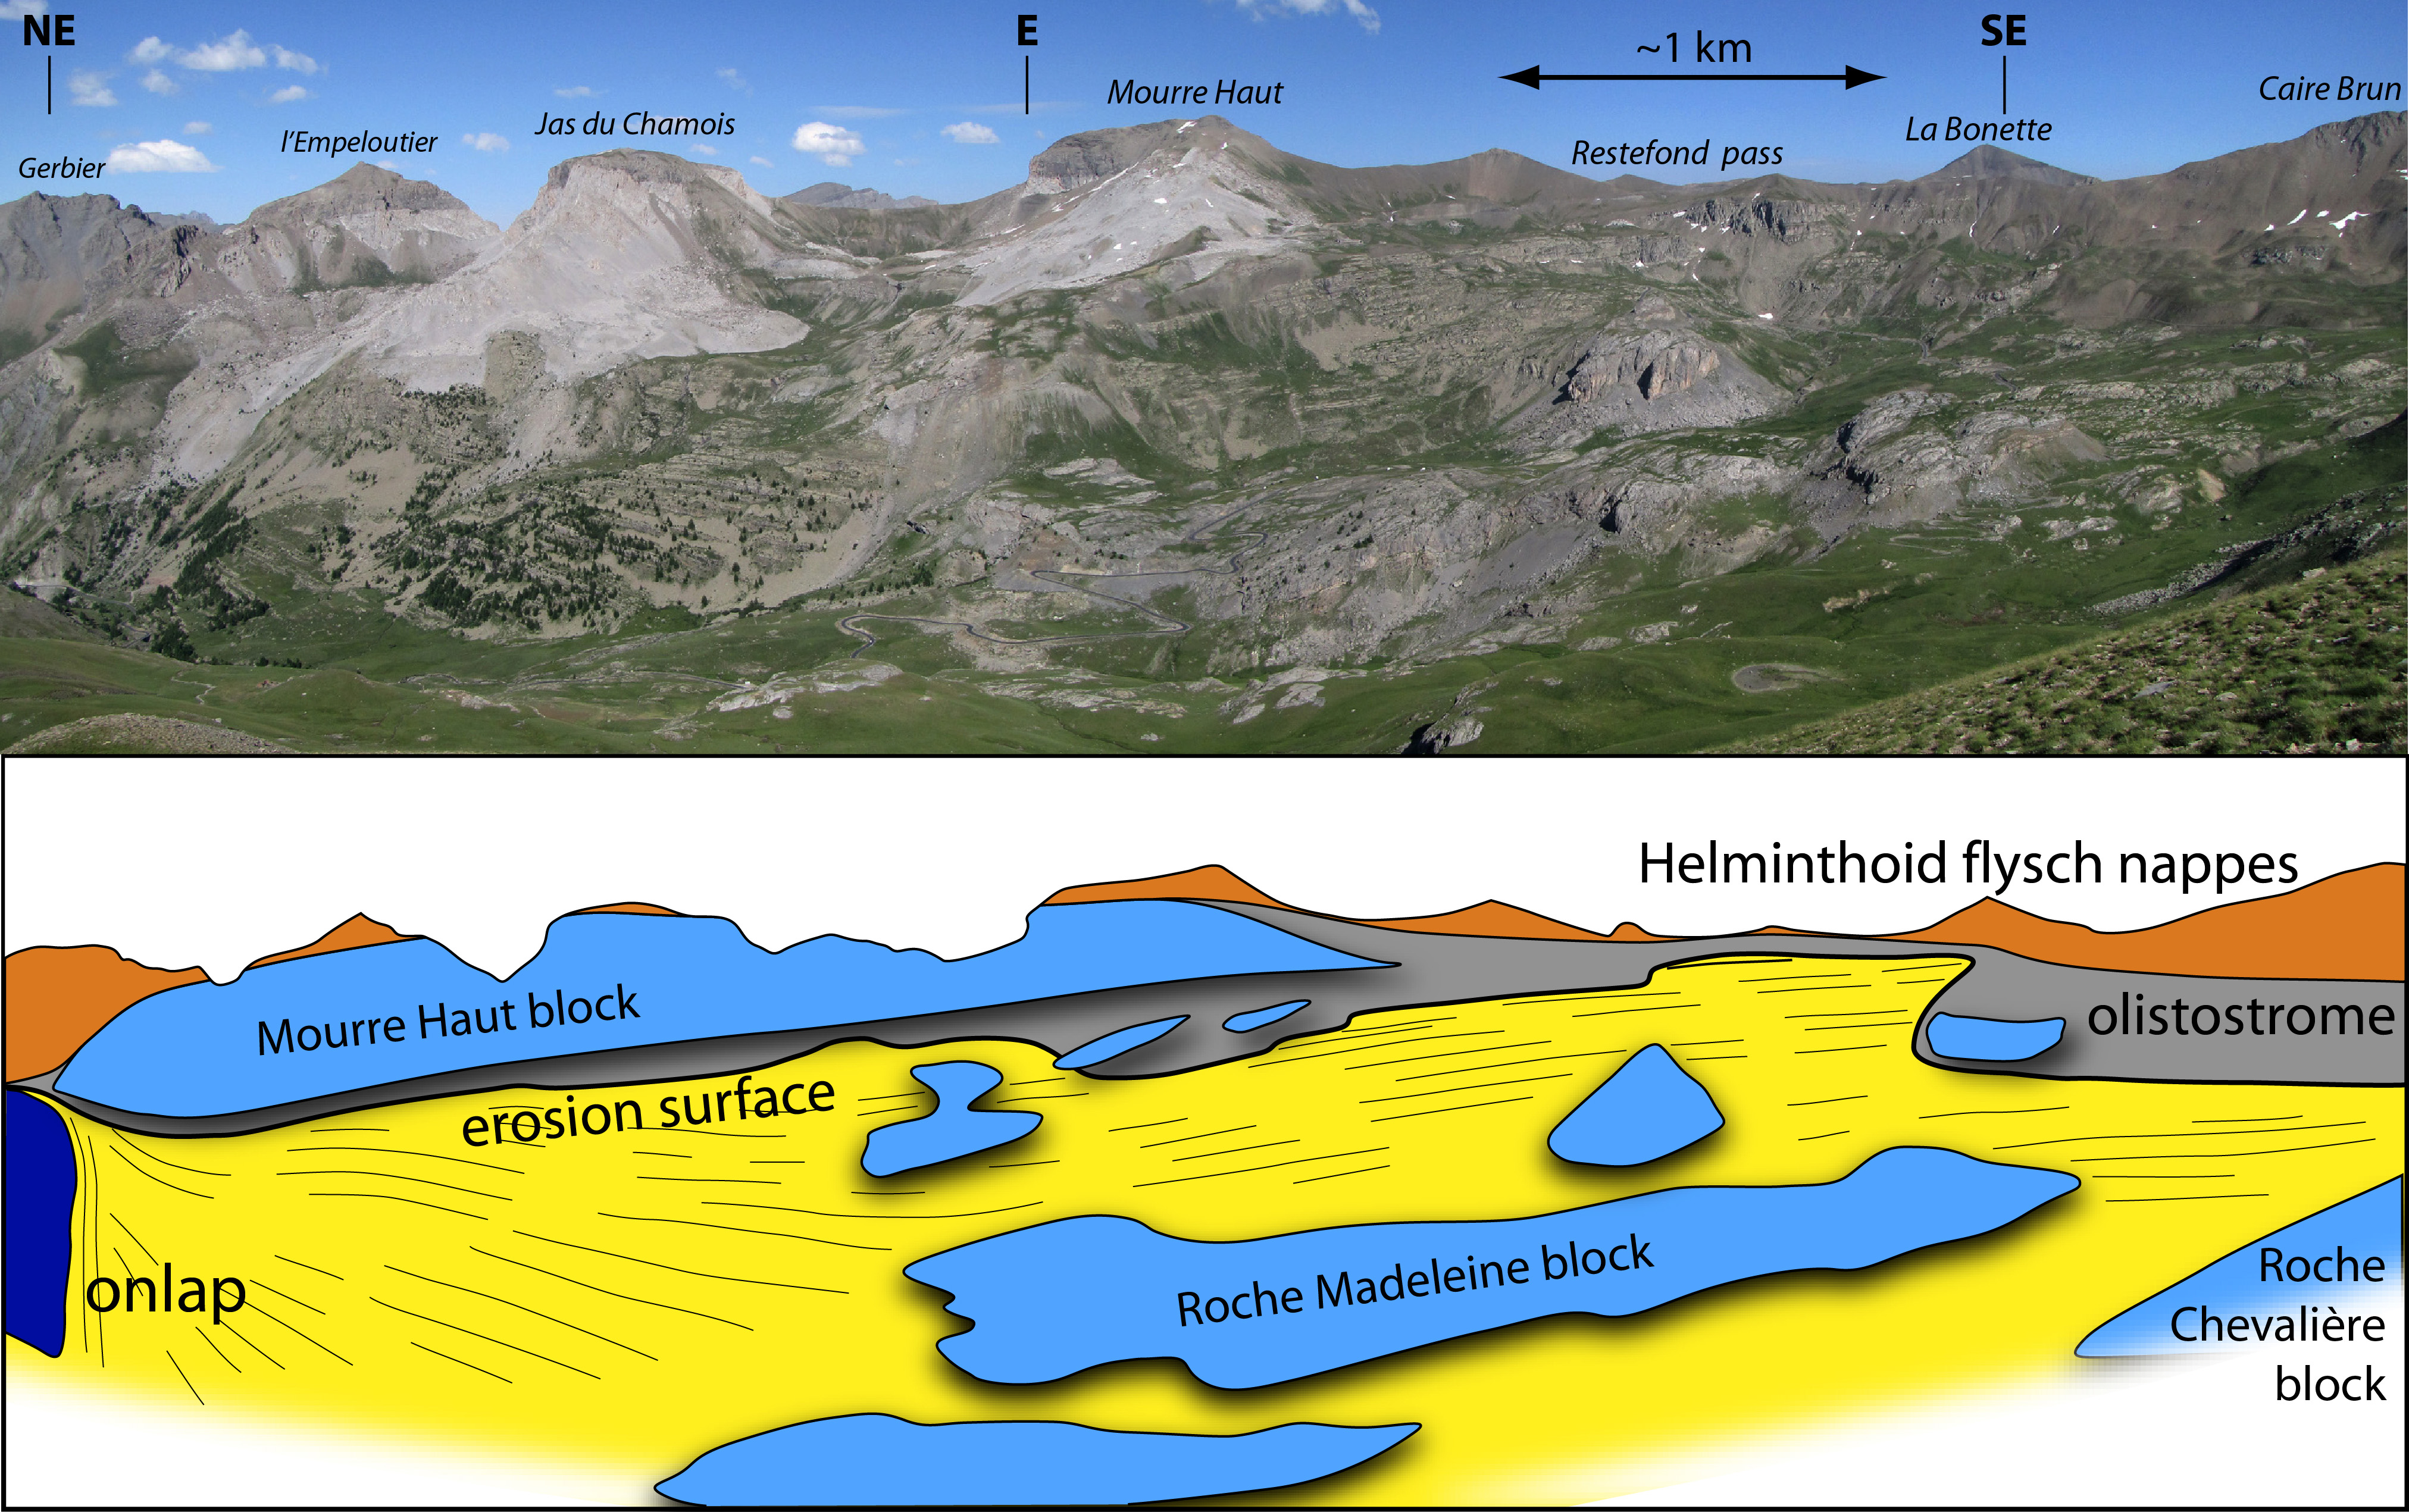 NE
E
SE
~1 km
Gerbier
l’Empeloutier
Jas du Chamois
Mourre Haut
Restefond pass
La Bonette
Caire Brun
Helminthoid flysch nappes
Mourre Haut block
olistostrome
erosion surface
onlap
Roche Madeleine block
Roche
Chevalière
block